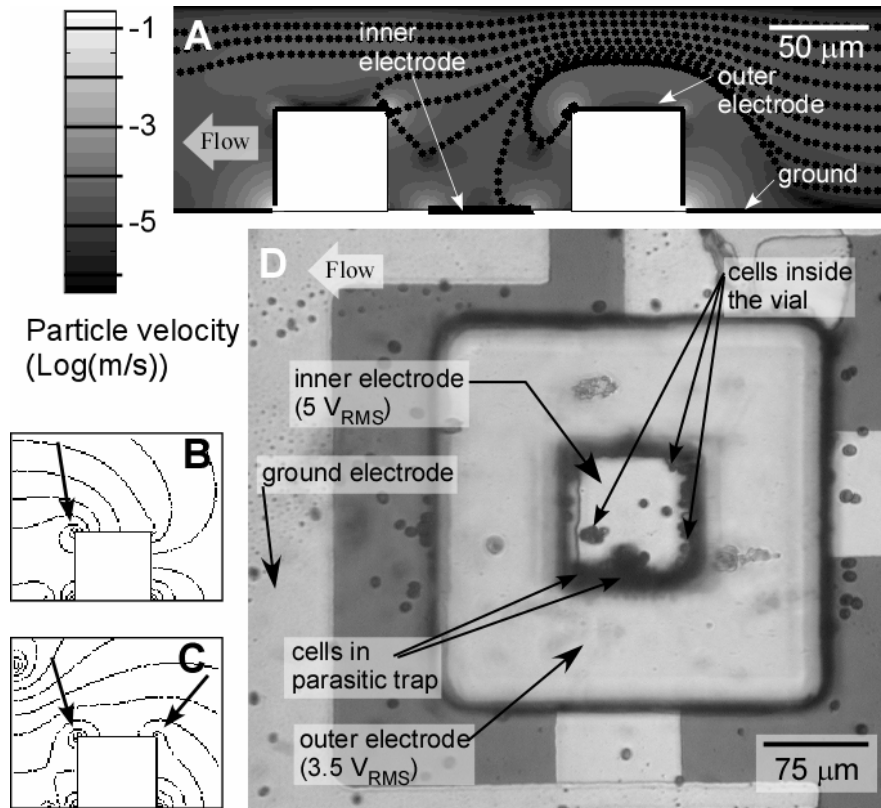 -1
-3
-5
Particle velocity
(Log(m/s))
A
inner
electrode
50 μm
outer
electrode
Flow
ground
B
C
D
Flow
cells inside
the vial
inner electrode
(5 V_RMS)
ground electrode
cells in
parasitic trap
outer electrode
(3.5 V_RMS)
75 μm